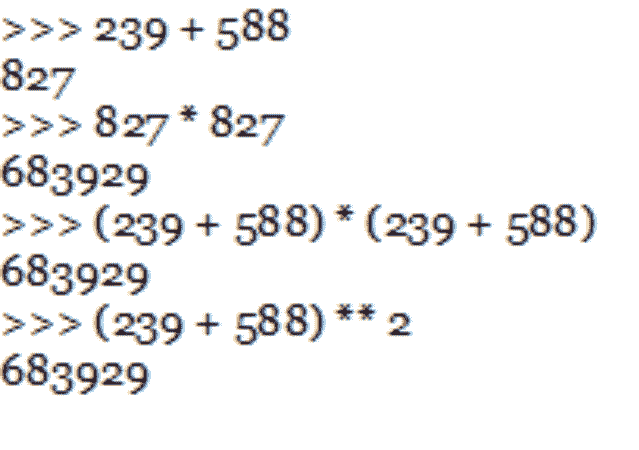 >>> 239 + 588
827
>>> 827 * 827
683929
>>> (239 + 588) * (239 + 588)
683929
>>> (239 + 588) ** 2
683929